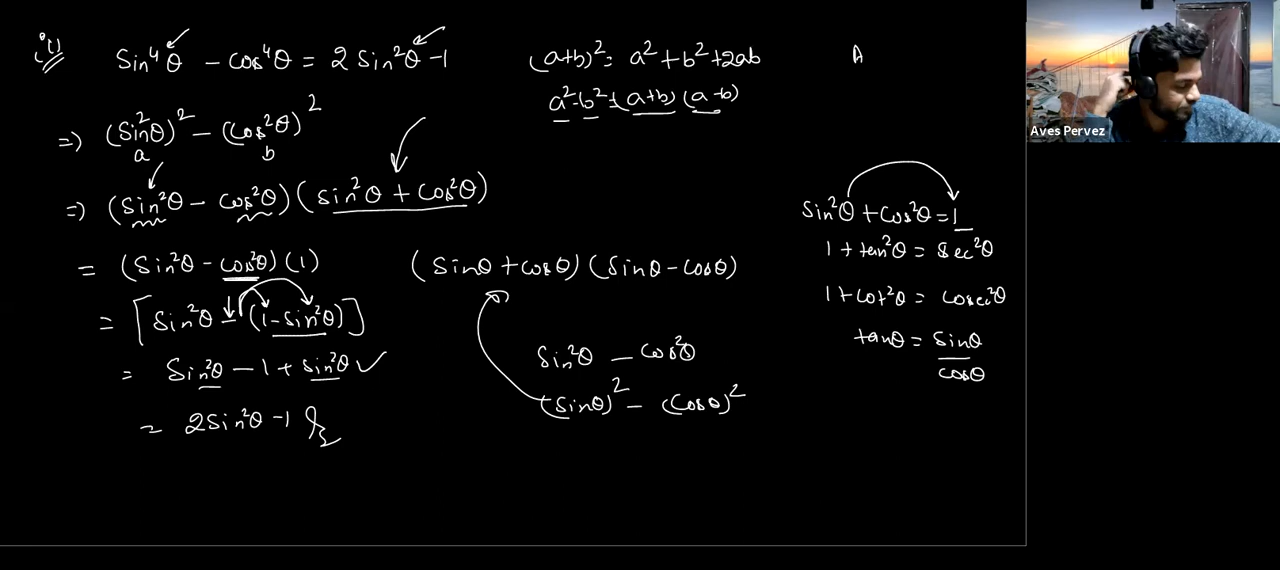 ii)
Sin⁴θ - cos⁴θ = 2 Sin²θ -1
⇒ (Sin²θ)² - (Cos²θ)²
a b
⇒ (Sin²θ - cos²θ) (Sin²θ + Cos²θ)
= (Sin²θ - cos²θ) (1)
= [Sin²θ - (1-sin²θ)]
= Sin²θ - 1 + sin²θ ✓
= 2Sin²θ -1
(a+b)² = a² + b² + 2ab
a² - b² = (a+b) (a-b)
(Sinθ + cosθ) (Sinθ - cosθ)
Sin²θ - Cos²θ
(Sinθ)² - (Cosθ)²
A
Aves Pervez
Sin²θ + Cos²θ = 1
1 + tan²θ = Sec²θ
1 + cot²θ = cosec²θ
tanθ = sinθ
cosθ